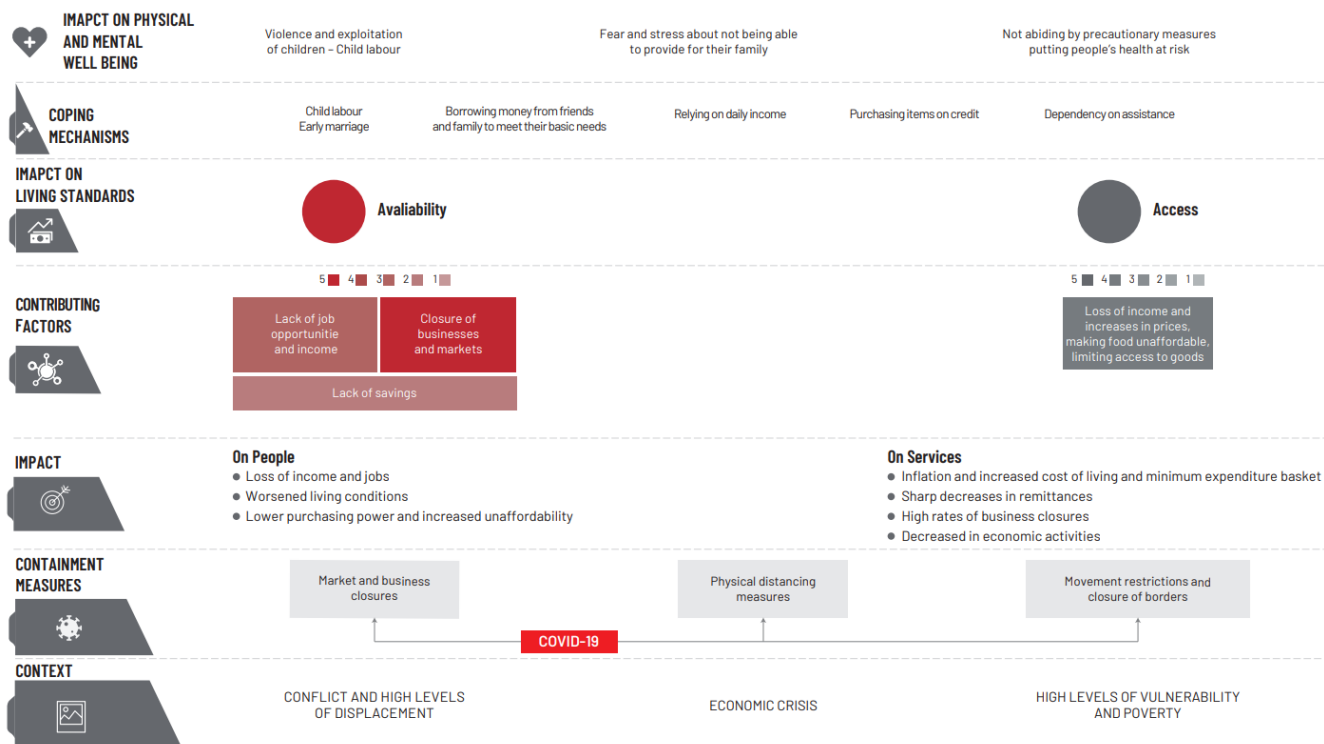 IMAPCT ON PHYSICAL
AND MENTAL
WELL BEING
Violence and exploitation
of children – Child labour
Fear and stress about not being able
to provide for their family
Not abiding by precautionary measures
putting people's health at risk
COPING
MECHANISMS
Child labour
Early marriage
Borrowing money from friends
and family to meet their basic needs
Relying on daily income
Purchasing items on credit
Dependency on assistance
IMAPCT ON
LIVING STANDARDS
Avaliability
Access
5 4 3 2 1
5 4 3 2 1
CONTRIBUTING
FACTORS
Lack of job
opportunitie
and income
Closure of
businesses
and markets
Lack of savings
Loss of income and
increases in prices,
making food unaffordable,
limiting access to goods
IMPACT
On People
● Loss of income and jobs
● Worsened living conditions
● Lower purchasing power and increased unaffordability
On Services
● Inflation and increased cost of living and minimum expenditure basket
● Sharp decreases in remittances
● High rates of business closures
● Decreased in economic activities
CONTAINMENT
MEASURES
Market and business
closures
Physical distancing
measures
Movement restrictions and
closure of borders
COVID-19
CONTEXT
CONFLICT AND HIGH LEVELS
OF DISPLACEMENT
ECONOMIC CRISIS
HIGH LEVELS OF VULNERABILITY
AND POVERTY